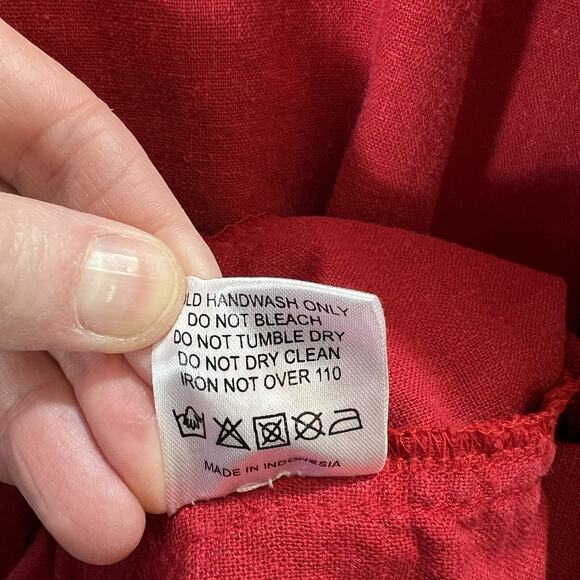 LD HANDWASH ONLY
DO NOT BLEACH
DO NOT TUMBLE DRY
DO NOT DRY CLEAN
IRON NOT OVER 110
MADE IN INDONESIA